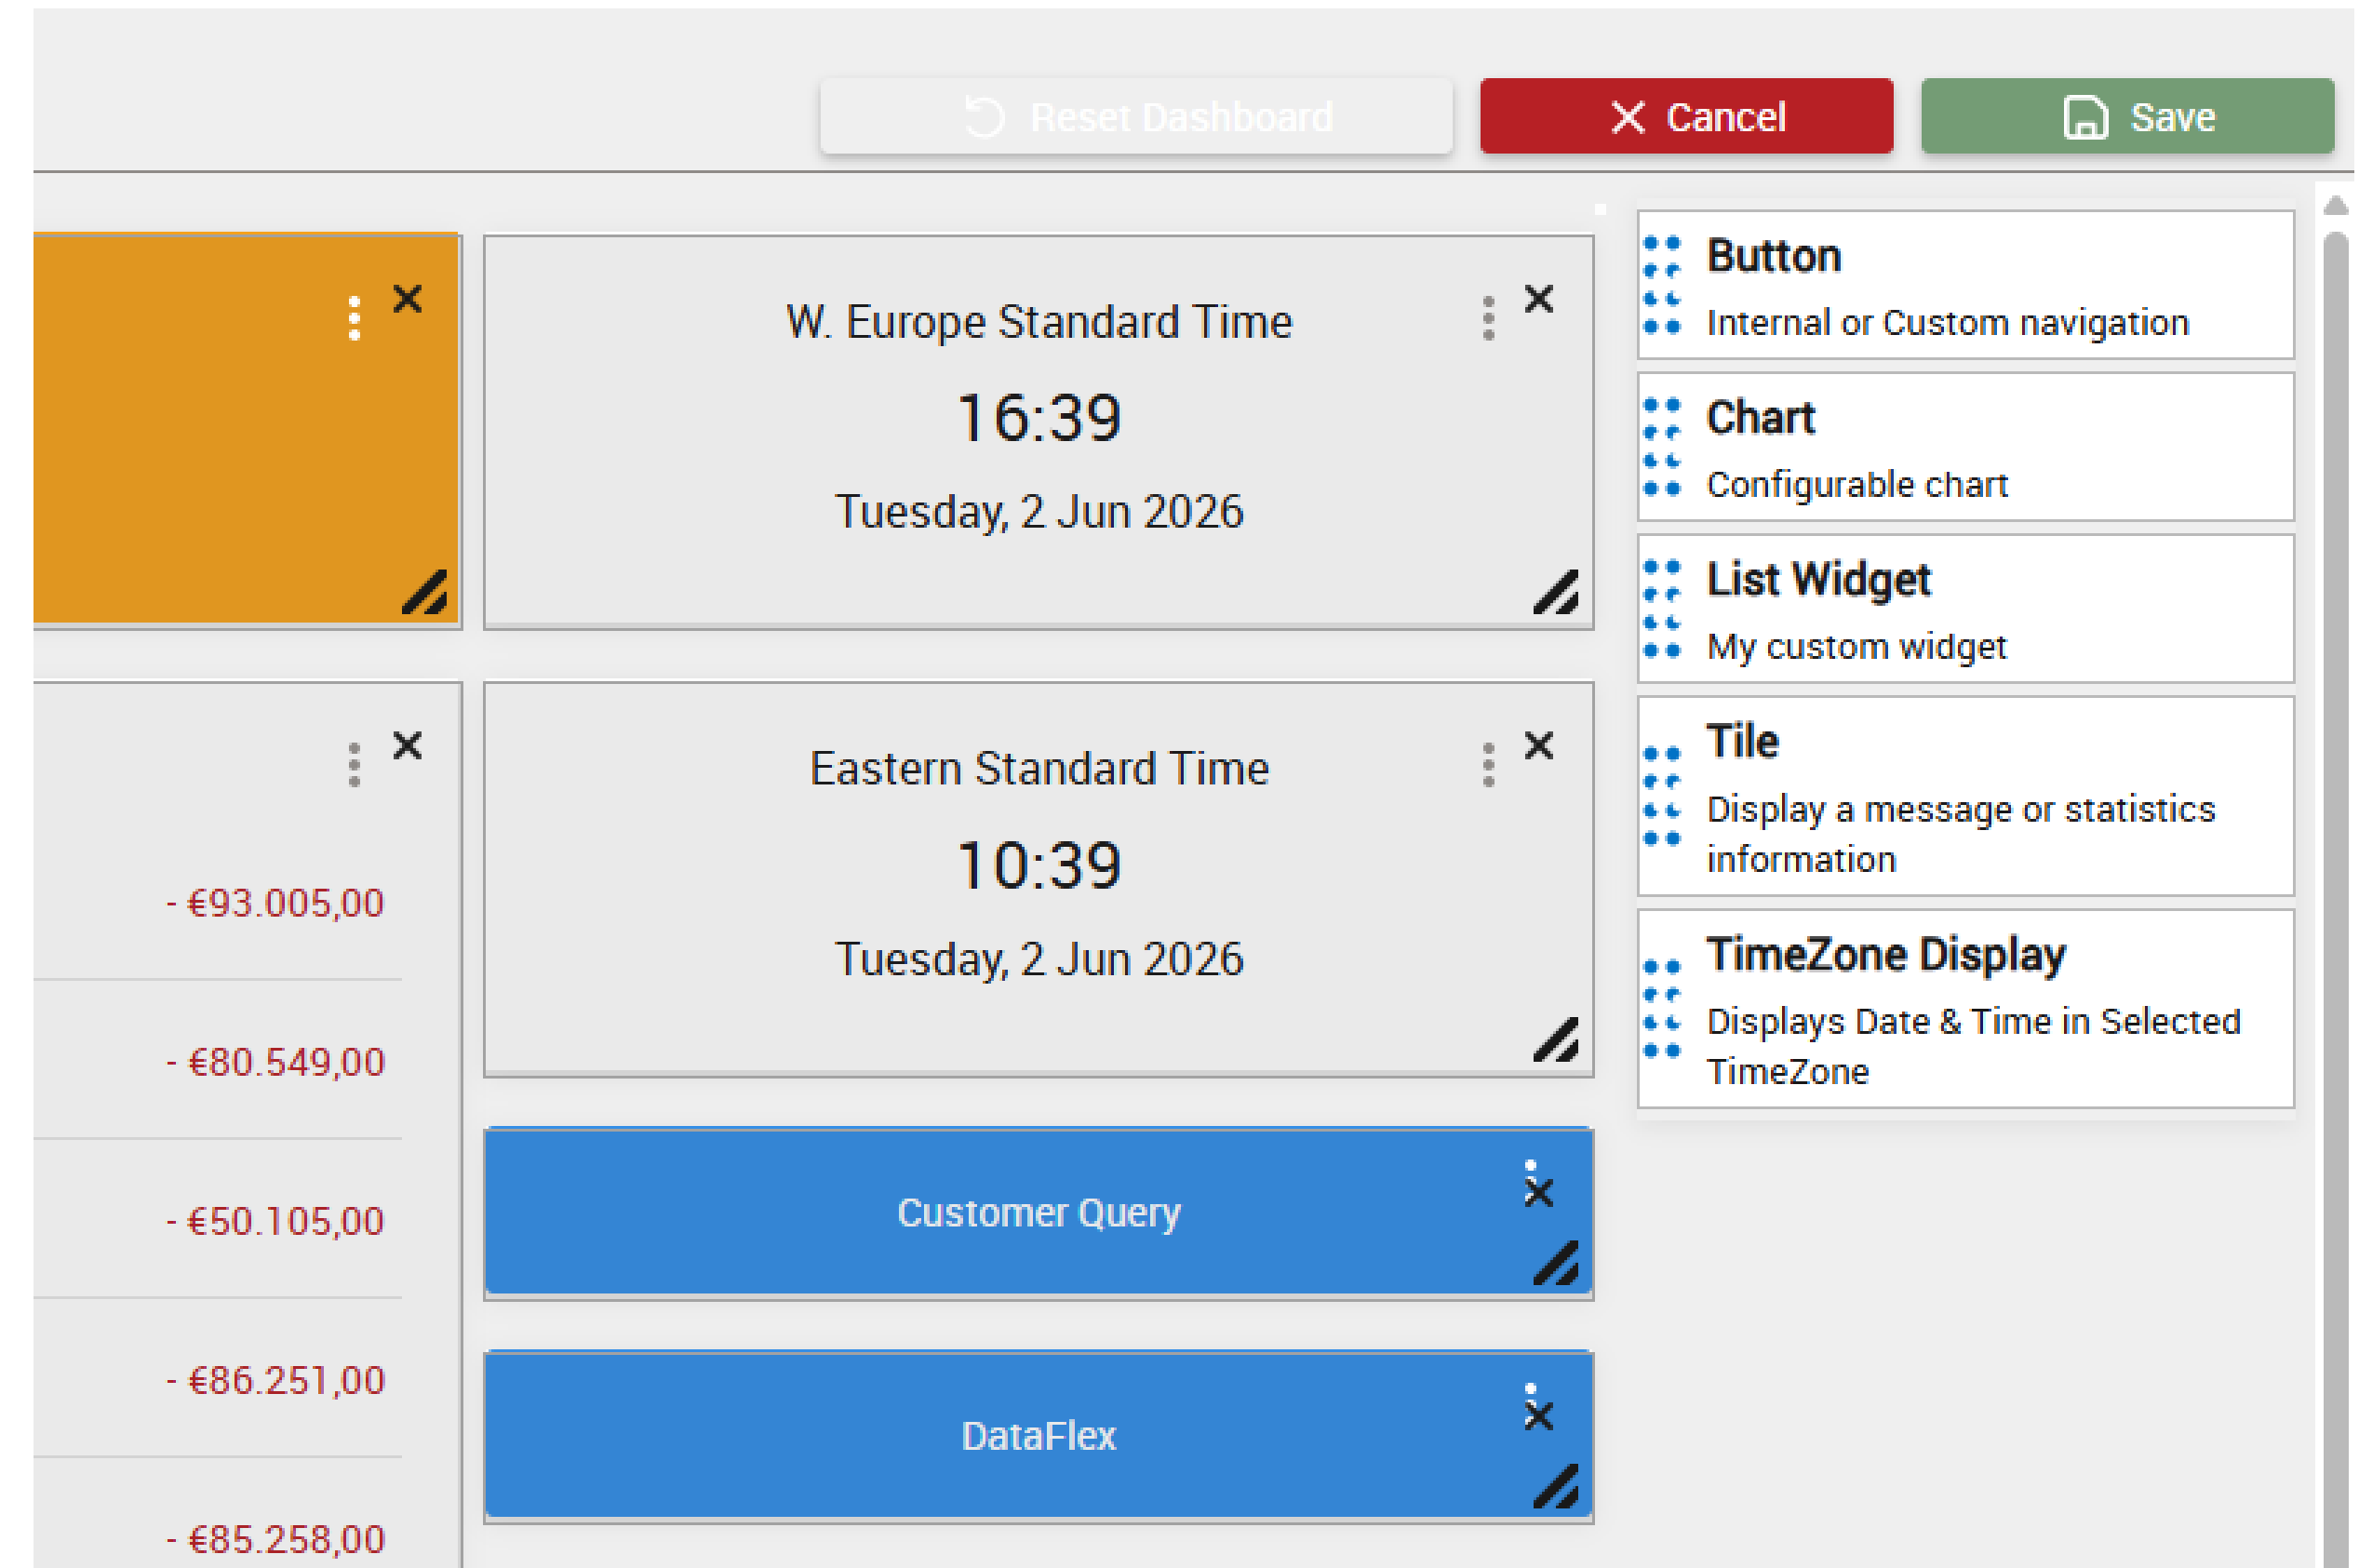 Reset Dashboard
Cancel
Save
W. Europe Standard Time
16:39
Tuesday, 2 Jun 2026
Eastern Standard Time
10:39
Tuesday, 2 Jun 2026
- €93.005,00
- €80.549,00
- €50.105,00
- €86.251,00
- €85.258,00
Customer Query
DataFlex
Button
Internal or Custom navigation
Chart
Configurable chart
List Widget
My custom widget
Tile
Display a message or statistics
information
TimeZone Display
Displays Date & Time in Selected
TimeZone